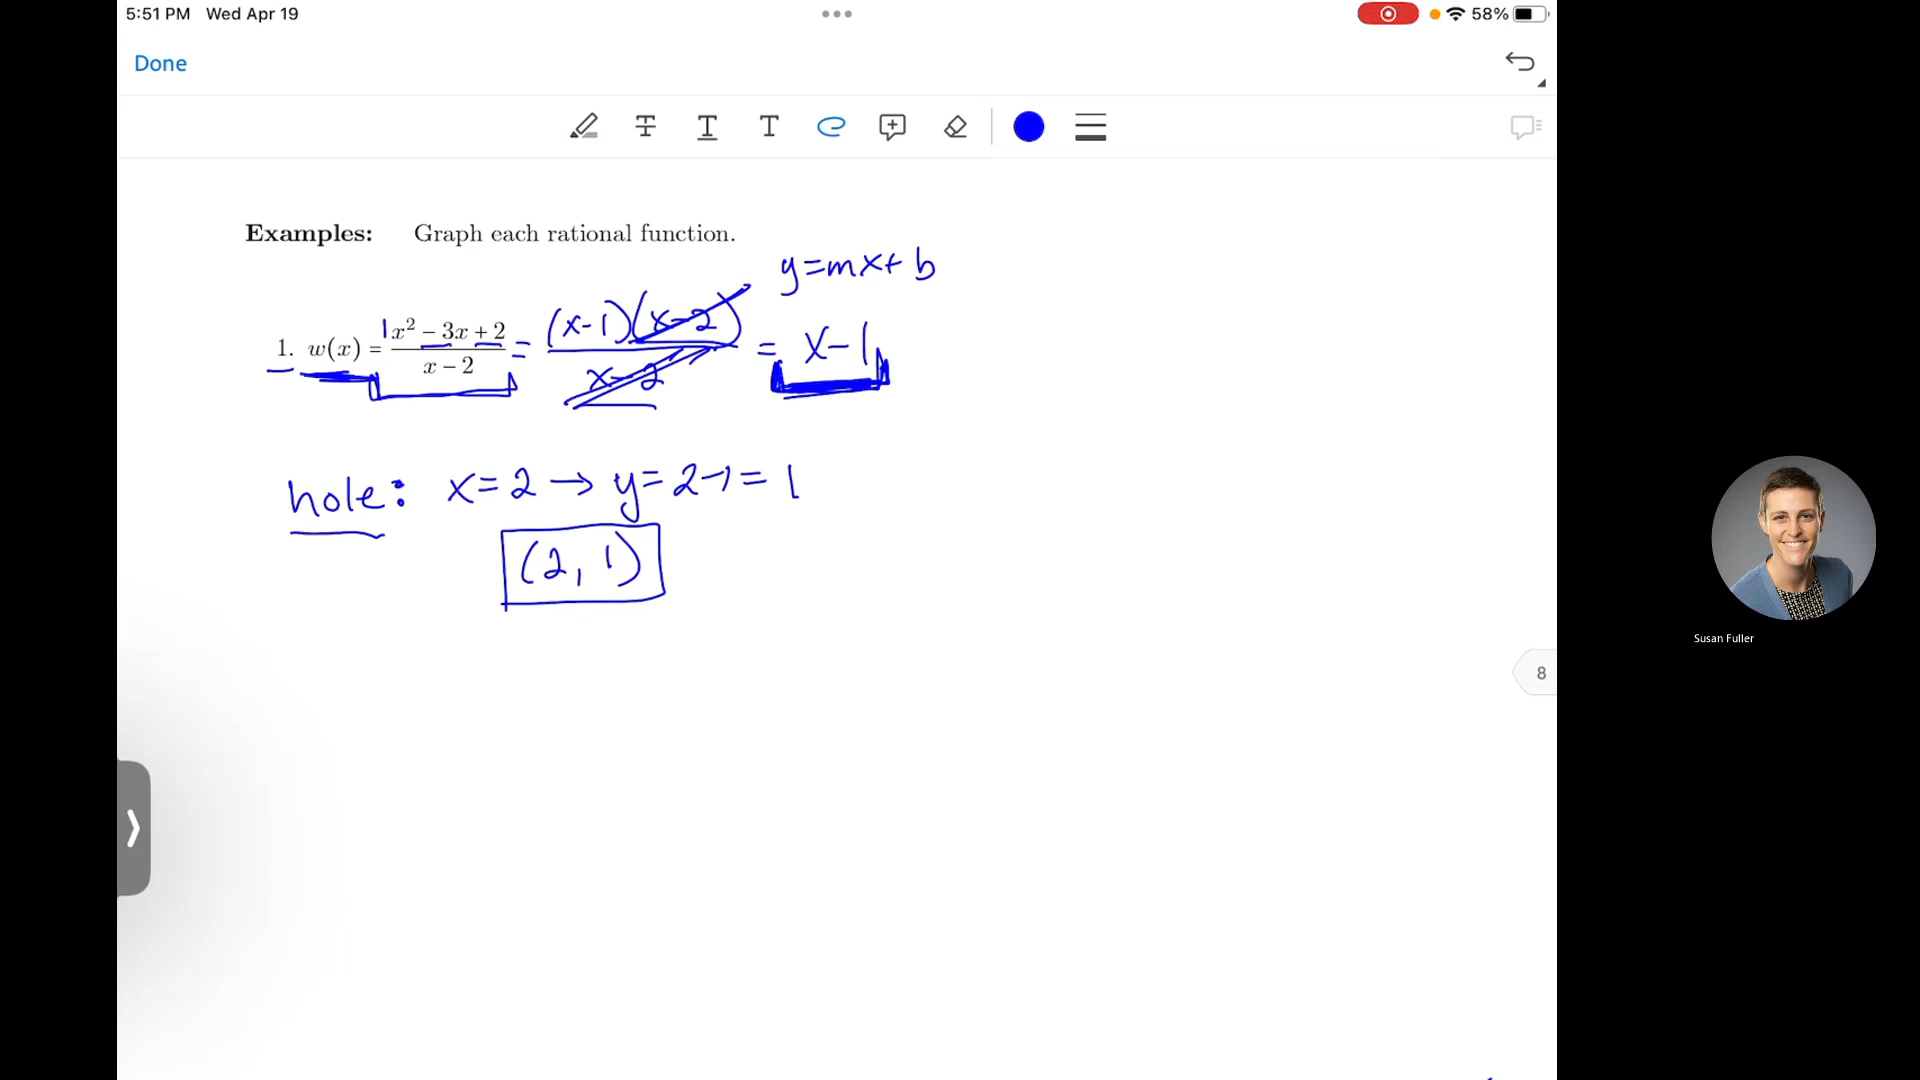 5:51 PM Wed Apr 19
58%
Done
T T T
Examples: Graph each rational function.
y=mx+b
1. w(x) = 1x² − 3x + 2 / x − 2 = (x-1)(x-2) / x-2 = x-1
hole: x=2 → y=2-1=1
(2, 1)
8
Susan Fuller